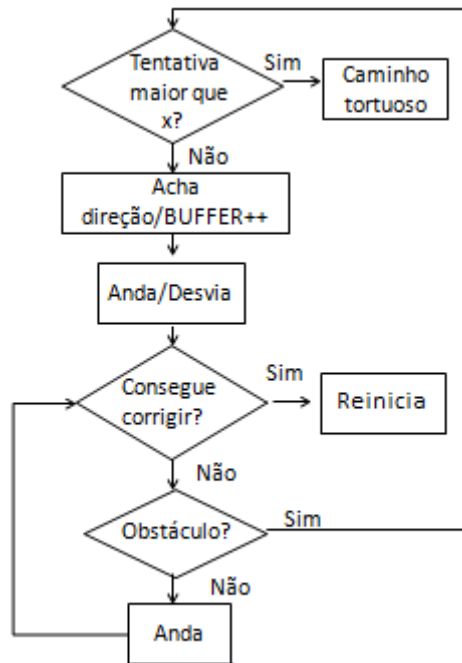 Tentativa
maior que
x?
Sim
Caminho
tortuoso
Não
Acha
direção/BUFFER++
Anda/Desvia
Consegue
corrigir?
Sim
Reinicia
Não
Obstáculo?
Sim
Não
Anda